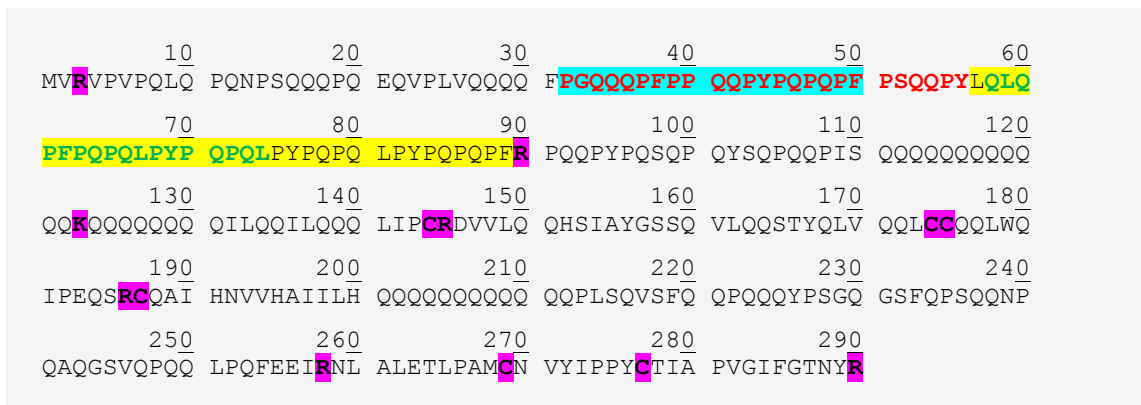 10 20 30 40 50 60
MVRVPVPQLQ PQNPSQQQPQ EQVPLVQQQQ FPGQQQPFPP QQPYPQPQPF PSQQPYLQLQ
70 80 90 100 110 120
PFPQPQLPYP QPQLPYPQPQ LPYPQPQPFR PQQPYPQSQP QYSQPQQPIS QQQQQQQQQQ
130 140 150 160 170 180
QQKQQQQQQQ QILQQILQQQ LIPCRDVVLQ QHSIAYGSSQ VLQQSTYQLV QQLCCQQLWQ
190 200 210 220 230 240
IPEQSRCQAI HNVVHAIILH QQQQQQQQQQ QQPLSQVSFQ QPQQQYPSGQ GSFQPSQQNP
250 260 270 280 290
QAQGSVQPQQ LPQFEEIRNL ALETLPAMCN VYIPPYCTIA PVGIFGTNYR